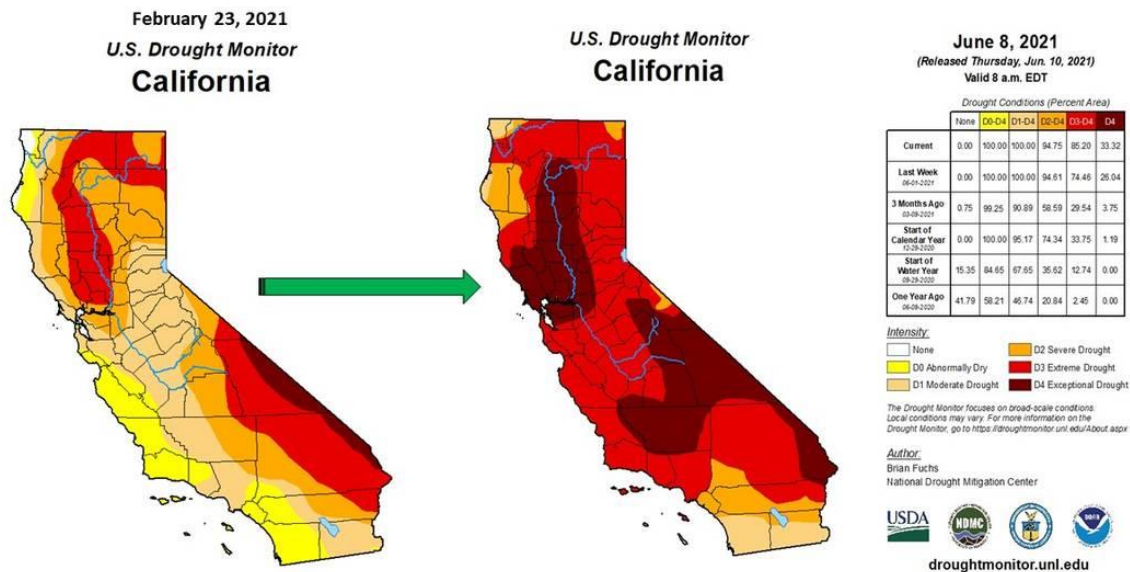 February 23, 2021
U.S. Drought Monitor
California
U.S. Drought Monitor
California
June 8, 2021
(Released Thursday, Jun. 10, 2021)
Valid 8 a.m. EDT
Drought Conditions (Percent Area)
None D0-D4 D1-D4 D2-D4 D3-D4 D4
Current 0.00 100.00 100.00 94.75 85.20 33.32
Last Week
06-01-2021 0.00 100.00 100.00 94.61 74.46 26.04
3 Months Ago
03-09-2021 0.75 99.25 90.89 58.59 29.54 3.75
Start of
Calendar Year
12-29-2020 0.00 100.00 95.17 74.34 33.75 1.19
Start of
Water Year
09-29-2020 15.35 84.65 67.65 35.62 12.74 0.00
One Year Ago
06-09-2020 41.79 58.21 46.74 20.84 2.45 0.00
Intensity:
None
D0 Abnormally Dry
D1 Moderate Drought
D2 Severe Drought
D3 Extreme Drought
D4 Exceptional Drought
The Drought Monitor focuses on broad-scale conditions.
Local conditions may vary. For more information on the
Drought Monitor, go to https://droughtmonitor.unl.edu/About.aspx
Author:
Brian Fuchs
National Drought Mitigation Center
USDA
NDMC
NOAA
droughtmonitor.unl.edu